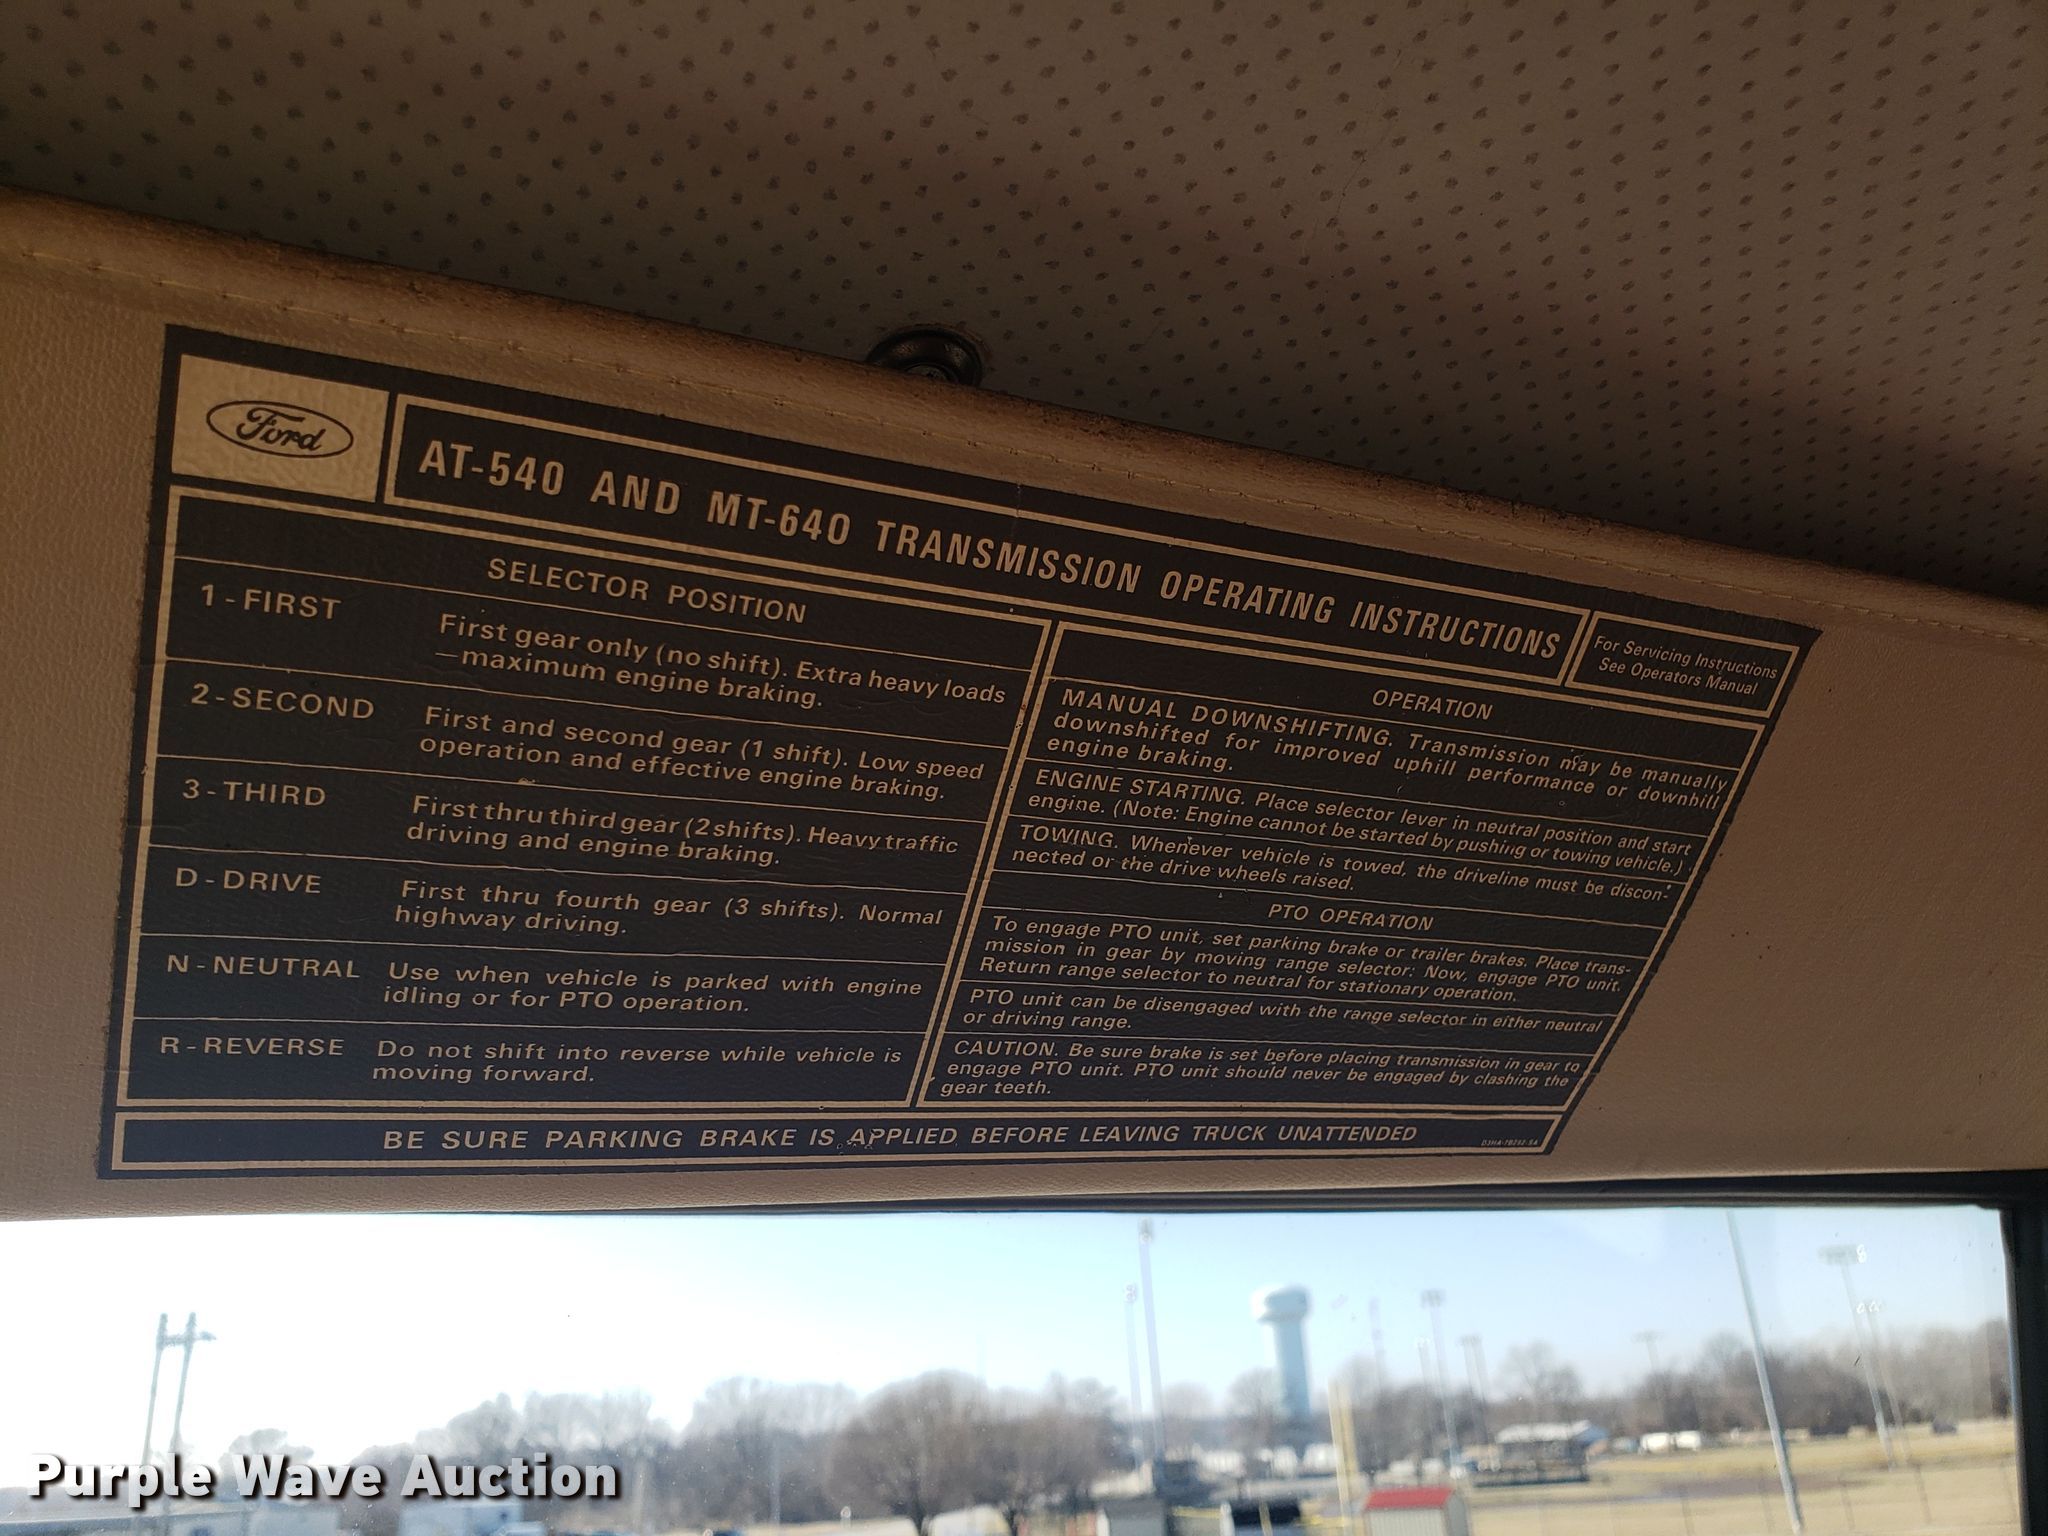 Ford
AT-540 AND MT-640 TRANSMISSION OPERATING INSTRUCTIONS
For Servicing Instructions
See Operators Manual
SELECTOR POSITION
1 - FIRST
First gear only (no shift). Extra heavy loads
—maximum engine braking.
2 - SECOND
First and second gear (1 shift). Low speed
operation and effective engine braking.
3 - THIRD
First thru third gear (2 shifts). Heavy traffic
driving and engine braking.
D - DRIVE
First thru fourth gear (3 shifts). Normal
highway driving.
N - NEUTRAL
Use when vehicle is parked with engine
idling or for PTO operation.
R - REVERSE
Do not shift into reverse while vehicle is
moving forward.
OPERATION
MANUAL DOWNSHIFTING. Transmission may be manually
downshifted for improved uphill performance or downhill
engine braking.
ENGINE STARTING. Place selector lever in neutral position and start
engine. (Note: Engine cannot be started by pushing or towing vehicle.)
TOWING. Whenever vehicle is towed, the driveline must be discon-
nected or the drive wheels raised.
PTO OPERATION
To engage PTO unit, set parking brake or trailer brakes. Place trans-
mission in gear by moving range selector: Now, engage PTO unit.
Return range selector to neutral for stationary operation.
PTO unit can be disengaged with the range selector in either neutral
or driving range.
CAUTION. Be sure brake is set before placing transmission in gear to
engage PTO unit. PTO unit should never be engaged by clashing the
gear teeth.
BE SURE PARKING BRAKE IS APPLIED BEFORE LEAVING TRUCK UNATTENDED
Purple Wave Auction